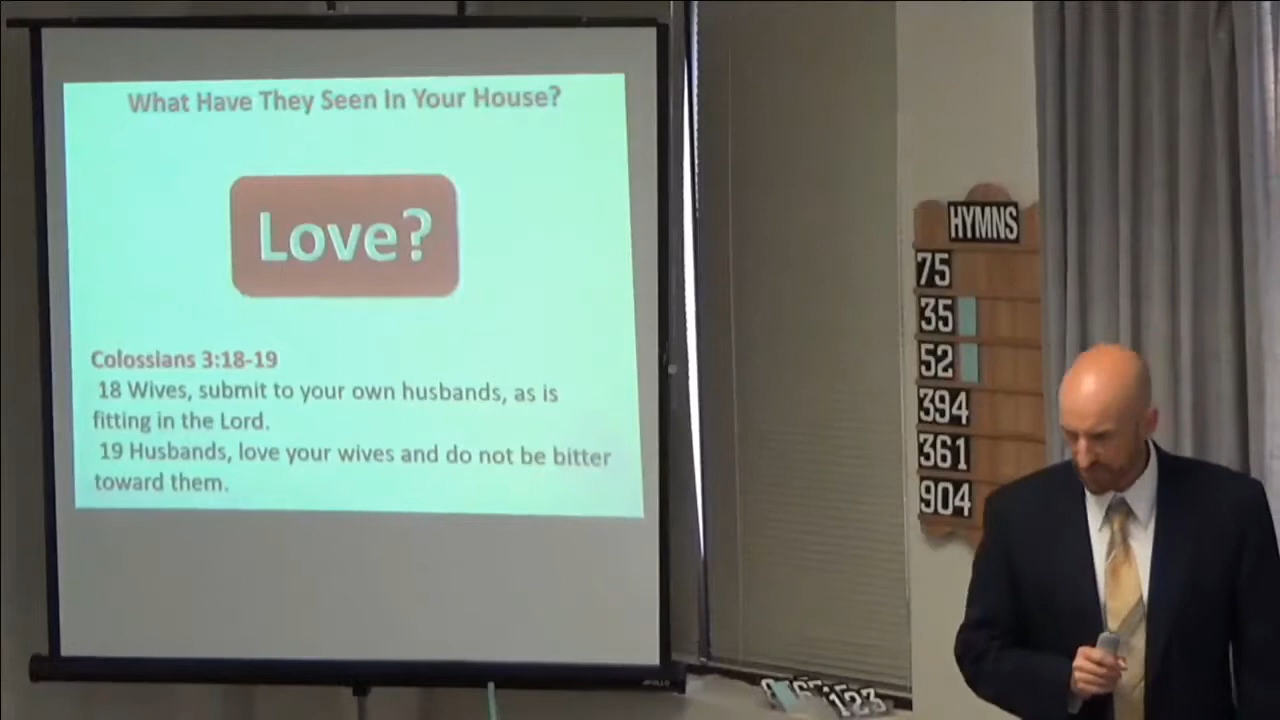 What Have They Seen In Your House?
Love?
Colossians 3:18-19
18 Wives, submit to your own husbands, as is
fitting in the Lord.
19 Husbands, love your wives and do not be bitter
toward them.
HYMNS
75
35
52
394
361
904
APOLLO
123